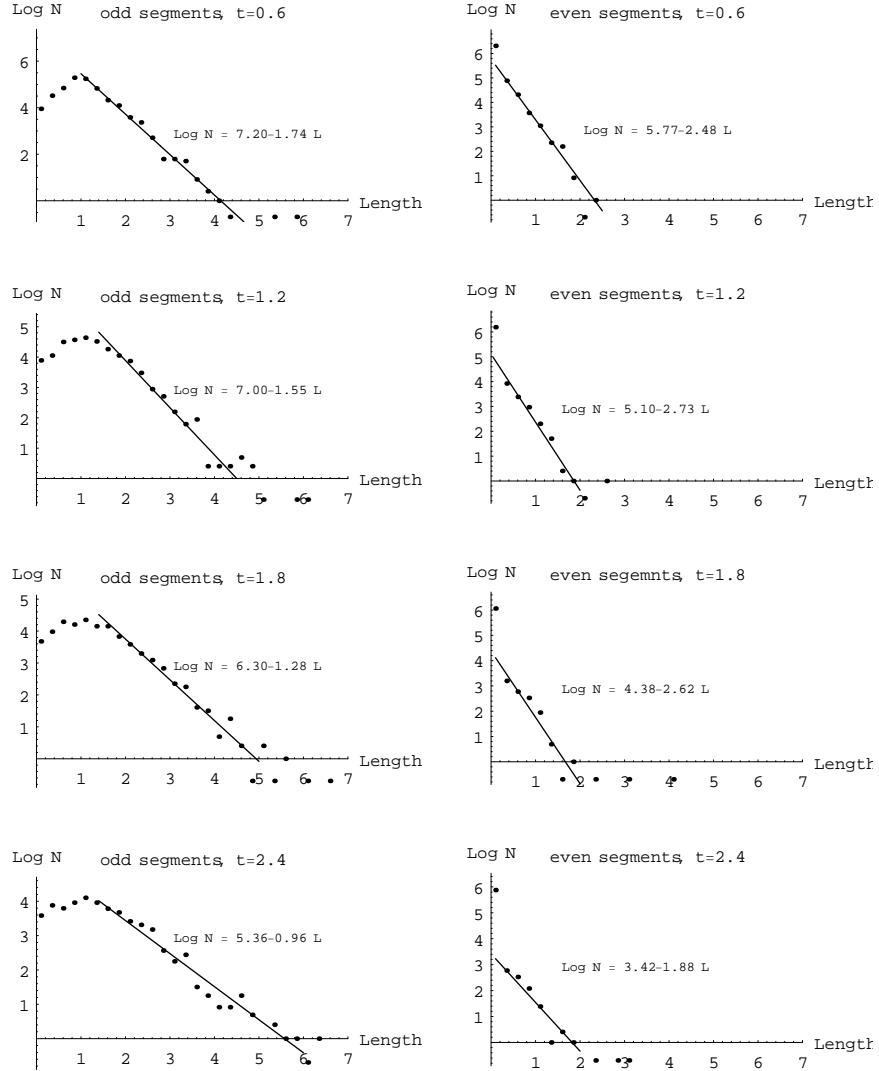 Log N
odd segments, t=0.6
6
4
2
Log N = 7.20-1.74 L
1 2 3 4 5 6 7
Length
Log N
even segments, t=0.6
6
5
4
3
2
1
Log N = 5.77-2.48 L
1 2 3 4 5 6 7
Length
Log N
odd segments, t=1.2
5
4
3
2
1
Log N = 7.00-1.55 L
1 2 3 4 5 6 7
Length
Log N
even segments, t=1.2
6
5
4
3
2
1
Log N = 5.10-2.73 L
1 2 3 4 5 6 7
Length
Log N
odd segments, t=1.8
5
4
3
2
1
Log N = 6.30-1.28 L
1 2 3 4 5 6 7
Length
Log N
even segemnts, t=1.8
6
5
4
3
2
1
Log N = 4.38-2.62 L
1 2 3 4 5 6 7
Length
Log N
odd segments, t=2.4
4
3
2
1
Log N = 5.36-0.96 L
1 2 3 4 5 6 7
Length
Log N
even segments, t=2.4
6
5
4
3
2
1
Log N = 3.42-1.88 L
1 2 3 4 5 6 7
Length